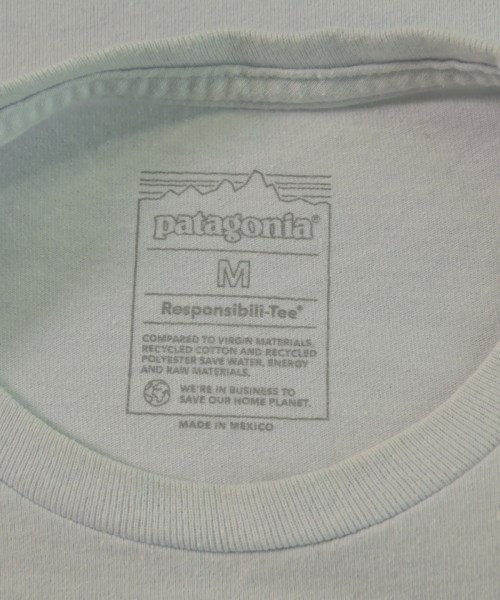 patagonia®
M
Responsibili-Tee®
COMPARED TO VIRGIN MATERIALS,
RECYCLED COTTON AND RECYCLED
POLYESTER SAVE WATER, ENERGY
AND RAW MATERIALS.
WE'RE IN BUSINESS TO
SAVE OUR HOME PLANET.
MADE IN MEXICO